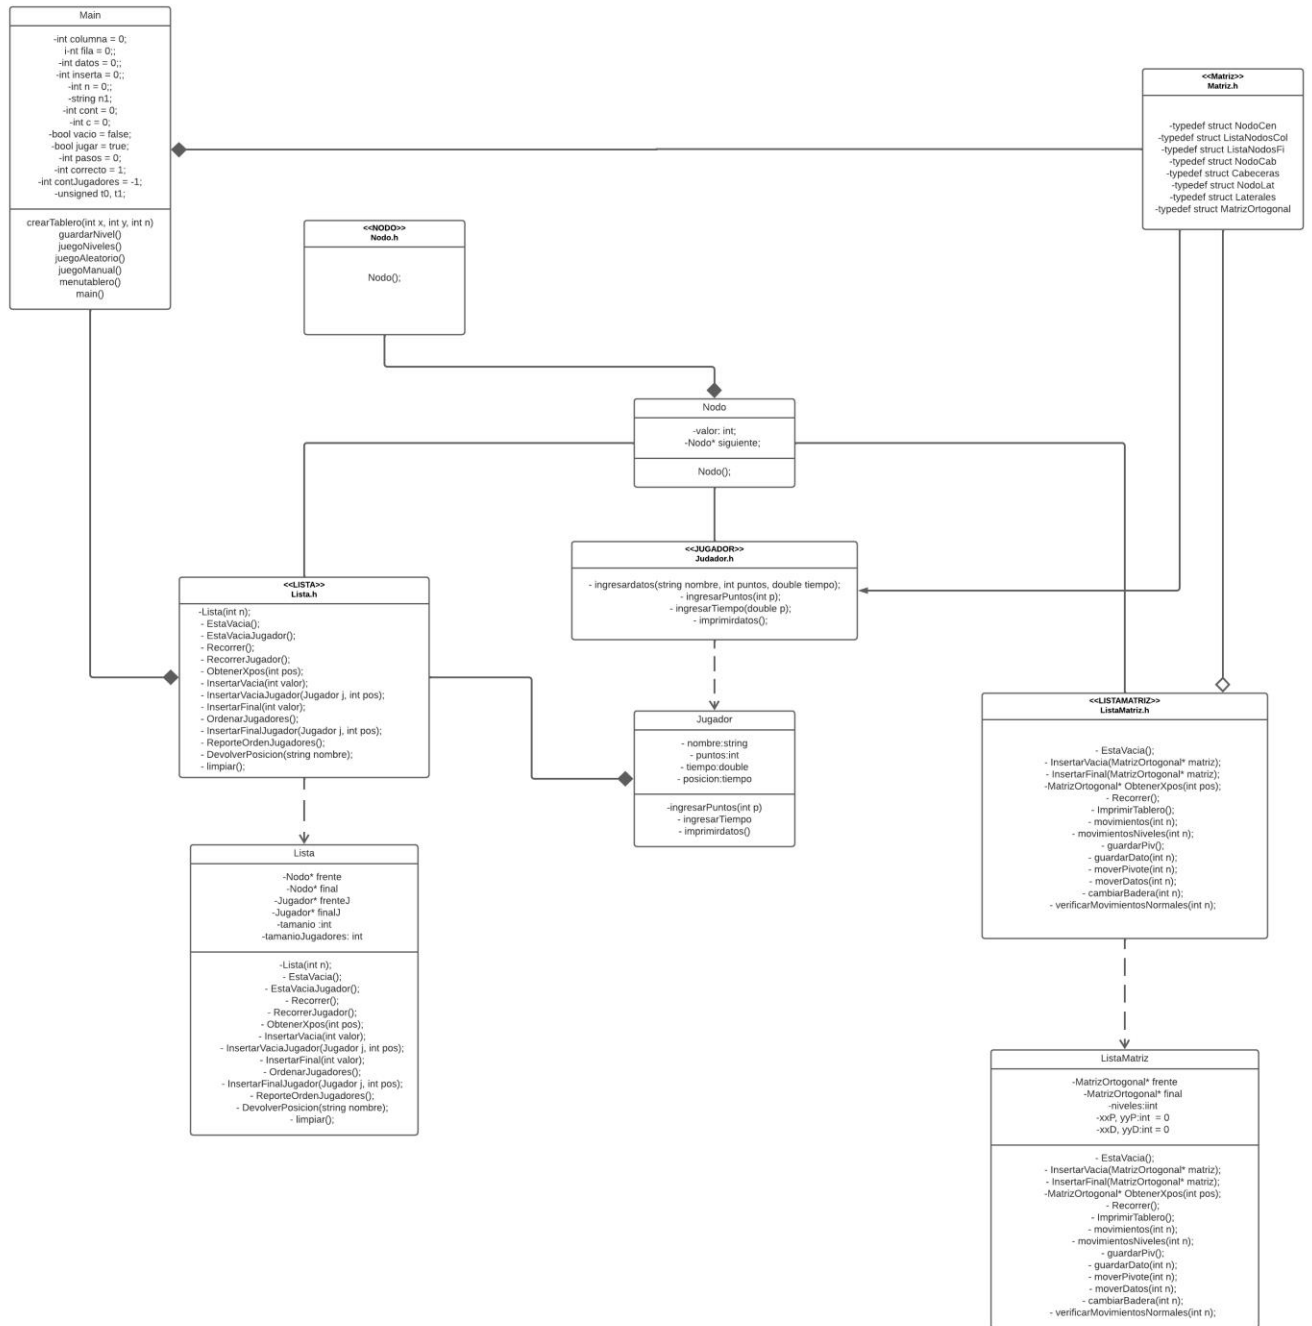 Main
-int columna = 0;
i-nt fila = 0;;
-int datos = 0;;
-int inserta = 0;;
-int n = 0;;
-string n1;
-int cont = 0;
-int c = 0;
-bool vacio = false;
-bool jugar = true;
-int pasos = 0;
-int correcto = 1;
-int contJugadores = -1;
-unsigned t0, t1;
crearTablero(int x, int y, int n)
guardarNivel()
juegoNiveles()
juegoAleatorio()
juegoManual()
menutablero()
main()
<<Matriz>>
Matriz.h
-typedef struct NodoCen
-typedef struct ListaNodosCol
-typedef struct ListaNodosFi
-typedef struct NodoCab
-typedef struct Cabeceras
-typedef struct NodoLat
-typedef struct Laterales
-typedef struct MatrizOrtogonal
<<NODO>>
Nodo.h
Nodo();
Nodo
-valor: int;
-Nodo* siguiente;
Nodo();
<<JUGADOR>>
Judador.h
- ingresardatos(string nombre, int puntos, double tiempo);
- ingresarPuntos(int p);
- ingresarTiempo(double p);
- imprimirdatos();
<<LISTA>>
Lista.h
-Lista(int n);
- EstaVacia();
- EstaVaciaJugador();
- Recorrer();
- RecorrerJugador();
- ObtenerXpos(int pos);
- InsertarVacia(int valor);
- InsertarVaciaJugador(Jugador j, int pos);
- InsertarFinal(int valor);
- OrdenarJugadores();
- InsertarFinalJugador(Jugador j, int pos);
- ReporteOrdenJugadores();
- DevolverPosicion(string nombre);
- limpiar();
Jugador
- nombre:string
- puntos:int
- tiempo:double
- posicion:tiempo
-ingresarPuntos(int p)
- ingresarTiempo
- imprimirdatos()
<<LISTAMATRIZ>>
ListaMatriz.h
- EstaVacia();
- InsertarVacia(MatrizOrtogonal* matriz);
- InsertarFinal(MatrizOrtogonal* matriz);
-MatrizOrtogonal* ObtenerXpos(int pos);
- Recorrer();
- ImprimirTablero();
- movimientos(int n);
- movimientosNiveles(int n);
- guardarPiv();
- guardarDato(int n);
- moverPivote(int n);
- moverDatos(int n);
- cambiarBadera(int n);
- verificarMovimientosNormales(int n);
Lista
-Nodo* frente
-Nodo* final
-Jugador* frenteJ
-Jugador* finalJ
-tamanio :int
-tamanioJugadores: int
-Lista(int n);
- EstaVacia();
- EstaVaciaJugador();
- Recorrer();
- RecorrerJugador();
- ObtenerXpos(int pos);
- InsertarVacia(int valor);
- InsertarVaciaJugador(Jugador j, int pos);
- InsertarFinal(int valor);
- OrdenarJugadores();
- InsertarFinalJugador(Jugador j, int pos);
- ReporteOrdenJugadores();
- DevolverPosicion(string nombre);
- limpiar();
ListaMatriz
-MatrizOrtogonal* frente
-MatrizOrtogonal* final
-niveles:iint
-xxP, yyP:int = 0
-xxD, yyD:int = 0
- EstaVacia();
- InsertarVacia(MatrizOrtogonal* matriz);
- InsertarFinal(MatrizOrtogonal* matriz);
-MatrizOrtogonal* ObtenerXpos(int pos);
- Recorrer();
- ImprimirTablero();
- movimientos(int n);
- movimientosNiveles(int n);
- guardarPiv();
- guardarDato(int n);
- moverPivote(int n);
- moverDatos(int n);
- cambiarBadera(int n);
- verificarMovimientosNormales(int n);